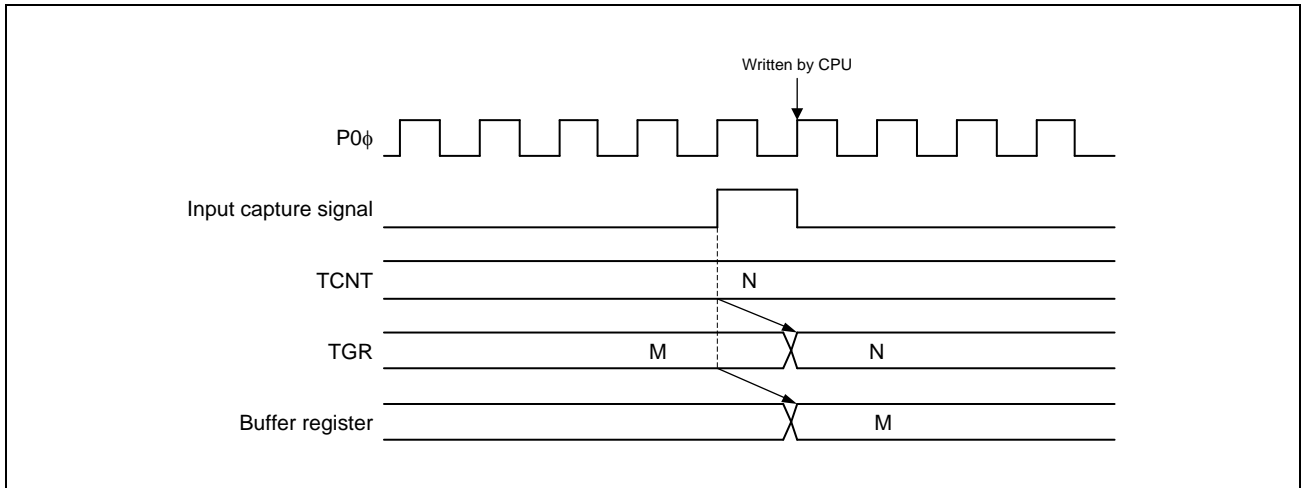 Written by CPU
P0ϕ
Input capture signal
TCNT
N
TGR
M
N
Buffer register
M